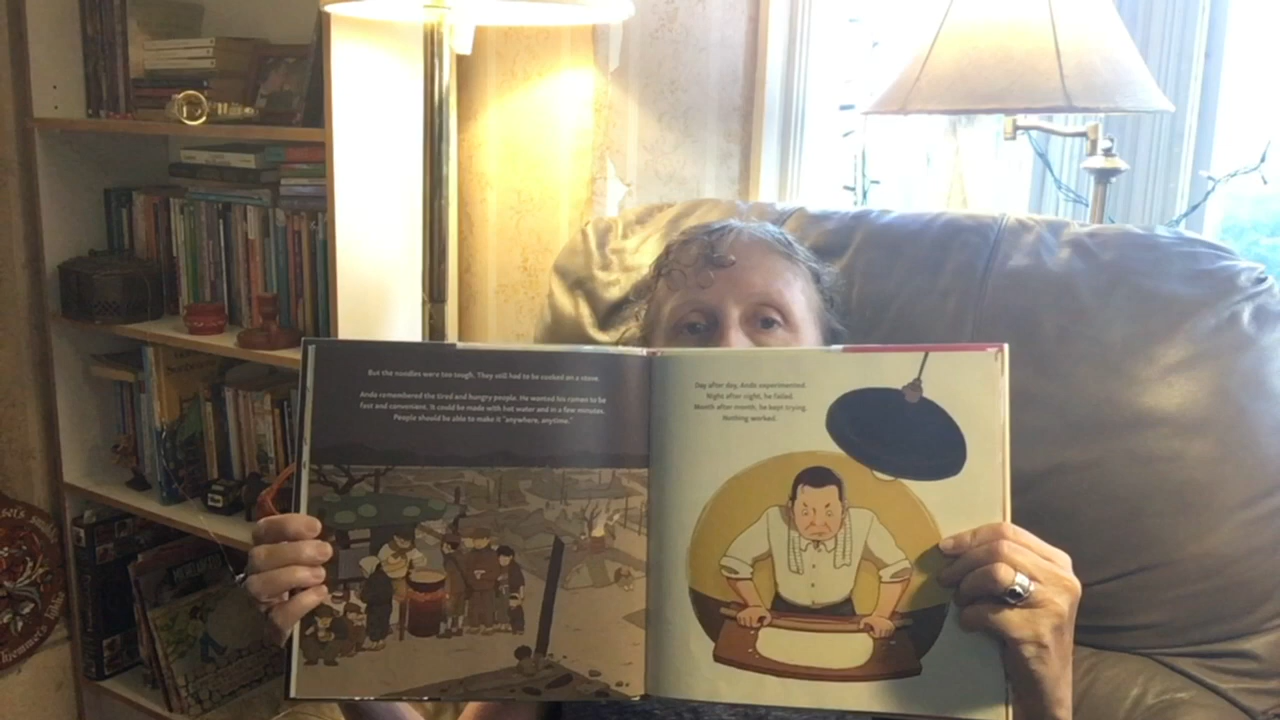 But the noodles were too tough. They still had to be cooked on a stove.
Ando remembered the tired and hungry people. He wanted his ramen to be
fast and convenient. It could be made with hot water and in a few minutes.
People should be able to make it "anywhere, anytime."
Day after day, Ando experimented.
Night after night, he failed.
Month after month, he kept trying.
Nothing worked.